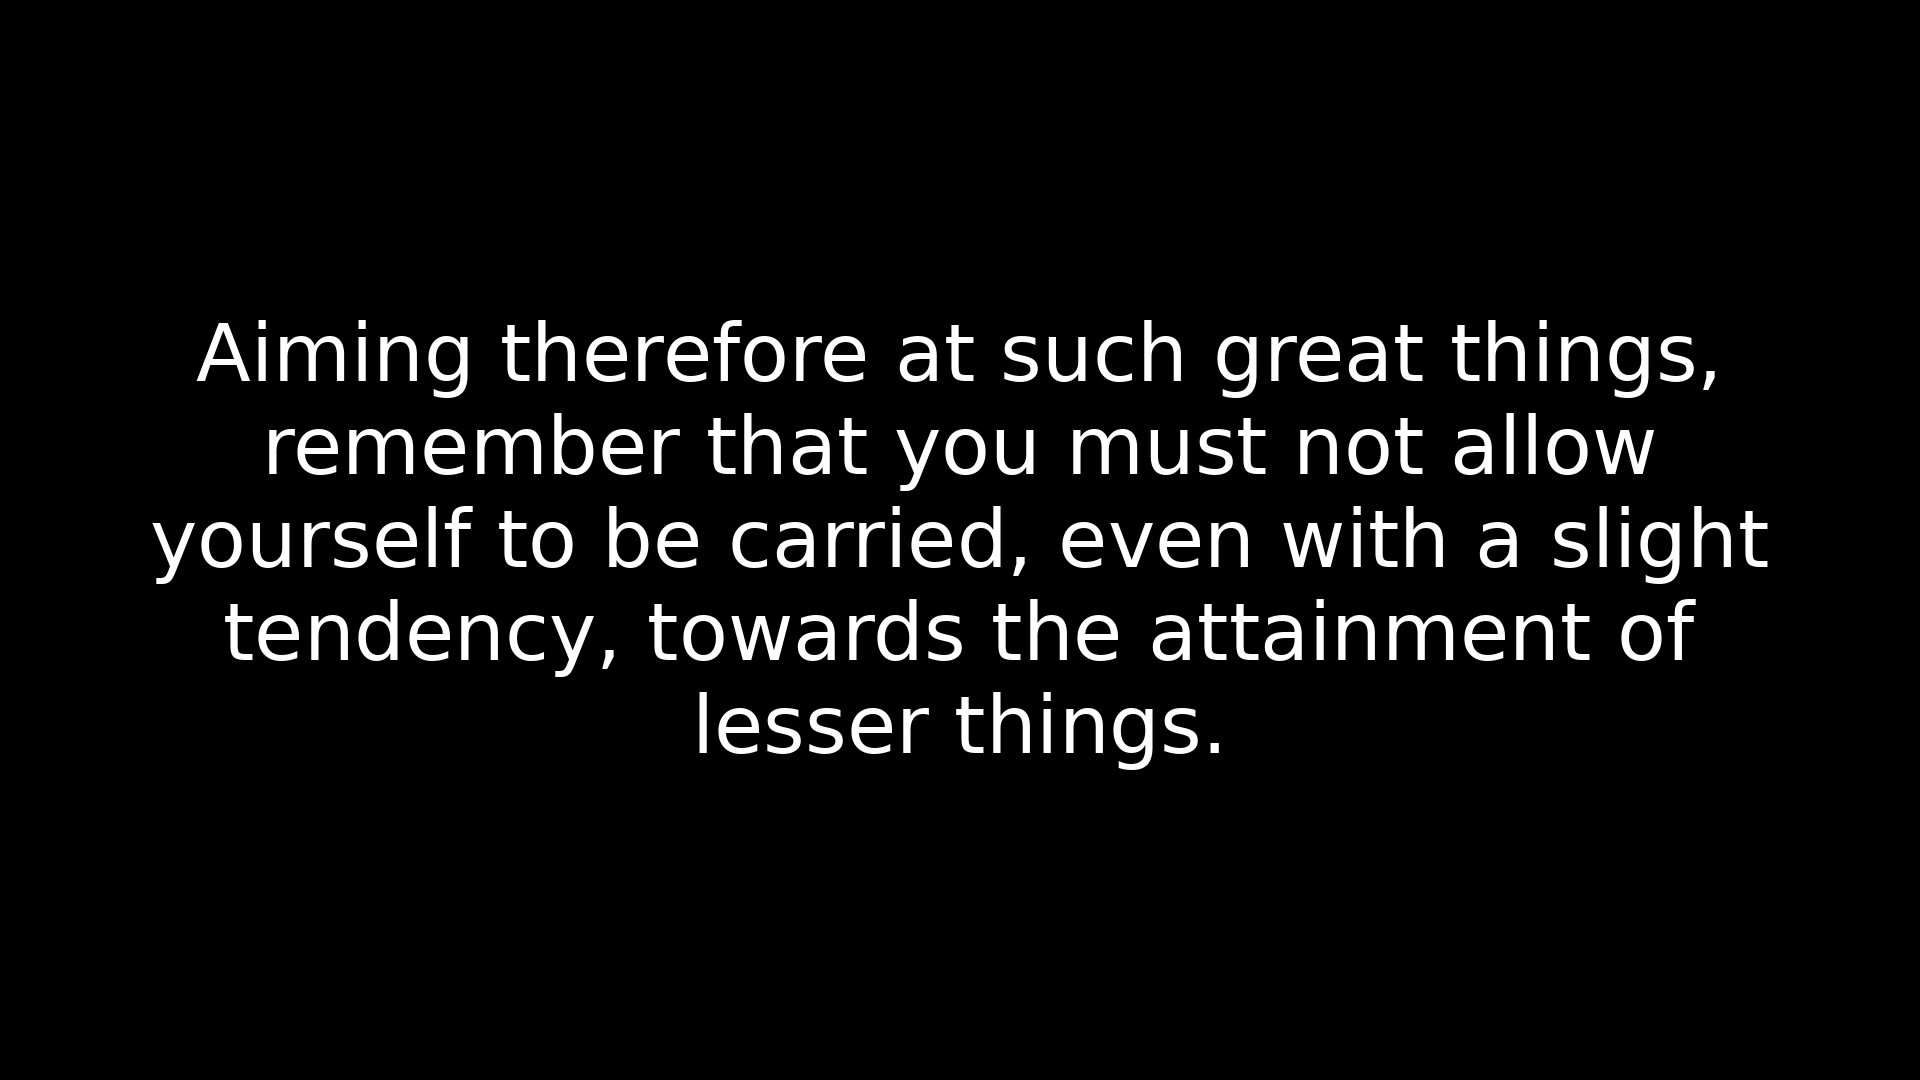 Aiming therefore at such great things,
remember that you must not allow
yourself to be carried, even with a slight
tendency, towards the attainment of
lesser things.